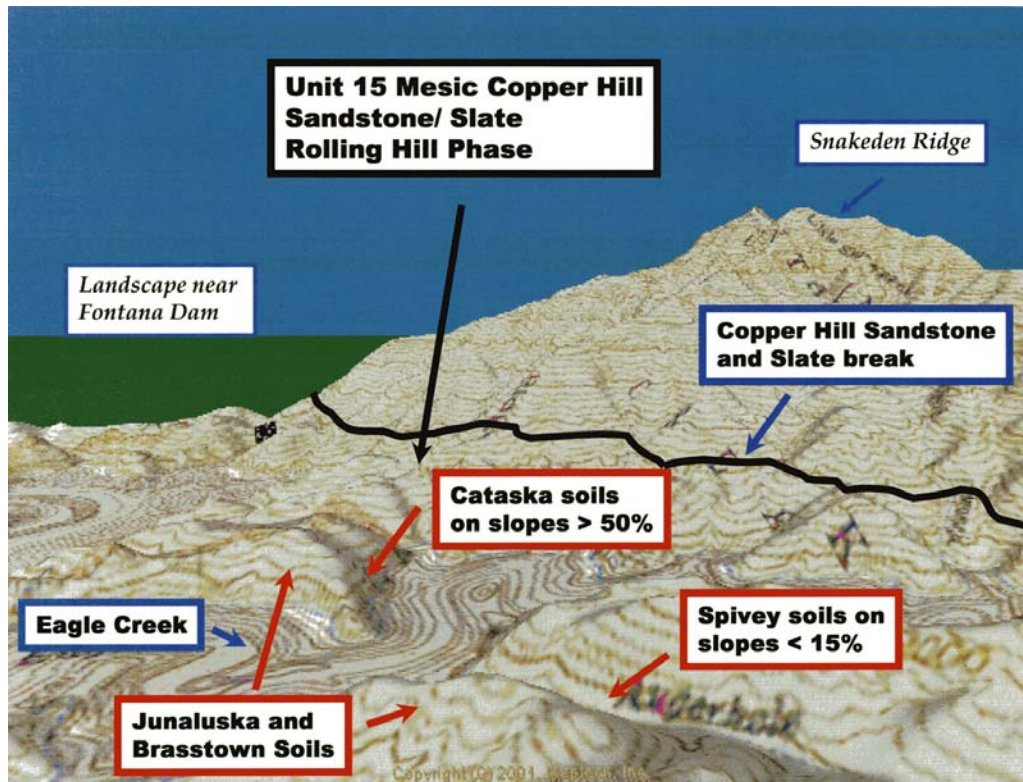 Unit 15 Mesic Copper Hill
Sandstone/ Slate
Rolling Hill Phase
Snakeden Ridge
Landscape near
Fontana Dam
Copper Hill Sandstone
and Slate break
Cataska soils
on slopes > 50%
Eagle Creek
Spivey soils on
slopes < 15%
Junaluska and
Brasstown Soils
Copyright (C) 2001,